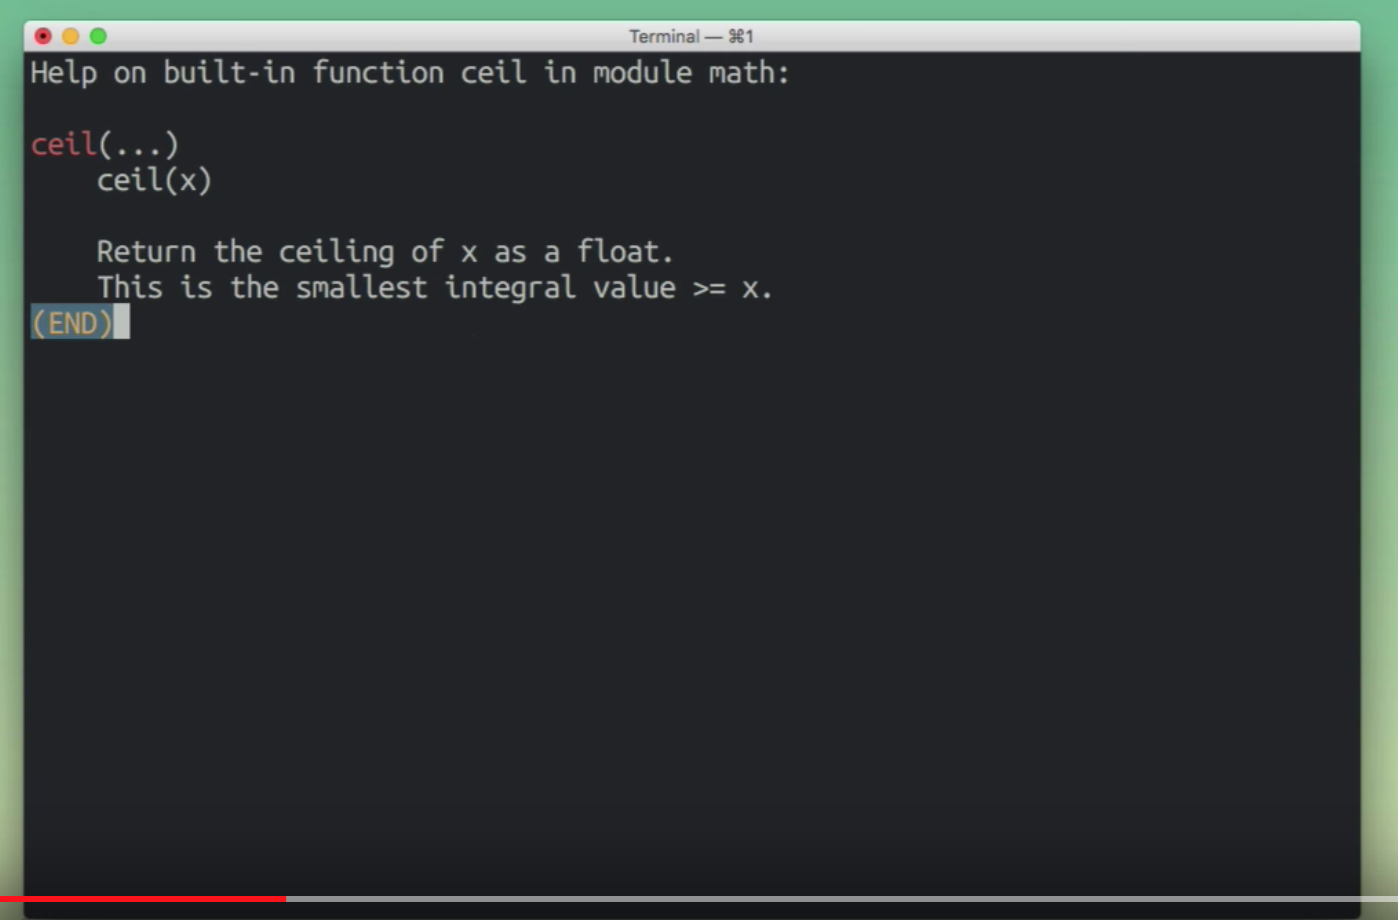 Terminal — ⌘1
Help on built-in function ceil in module math:
ceil(...)
ceil(x)
Return the ceiling of x as a float.
This is the smallest integral value >= x.
(END)